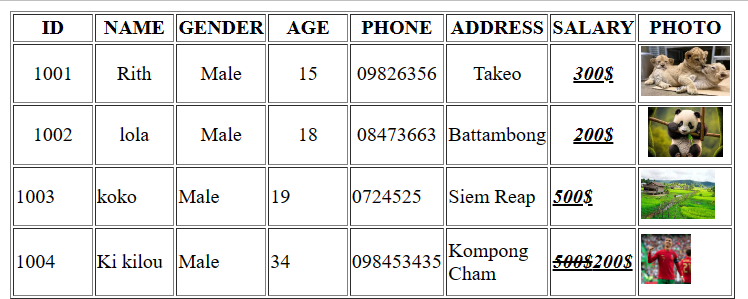 ID NAME GENDER AGE PHONE ADDRESS SALARY PHOTO
1001 Rith Male 15 09826356 Takeo 300$
1002 lola Male 18 08473663 Battambong 200$
1003 koko Male 19 0724525 Siem Reap 500$
1004 Ki kilou Male 34 098453435 Kompong Cham 500$200$